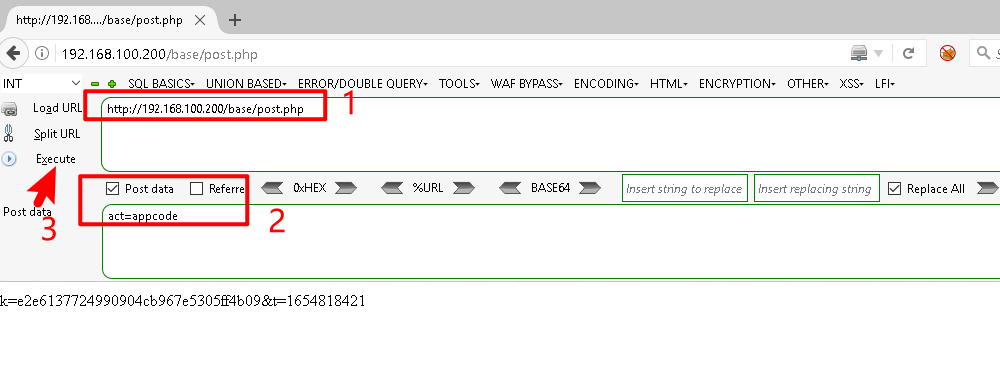 http://192.168..../base/post.php
192.168.100.200/base/post.php
S
INT SQL BASICS UNION BASED ERROR/DOUBLE QUERY TOOLS WAF BYPASS ENCODING HTML ENCRYPTION OTHER XSS LFI
Load URL http://192.168.100.200/base/post.php 1
Split URL
Execute
Post data Referre 0xHEX %URL BASE64 Insert string to replace Insert replacing string Replace All
Post data act=appcode 2
3
k=e2e6137724990904cb967e5305ff4b09&t=1654818421